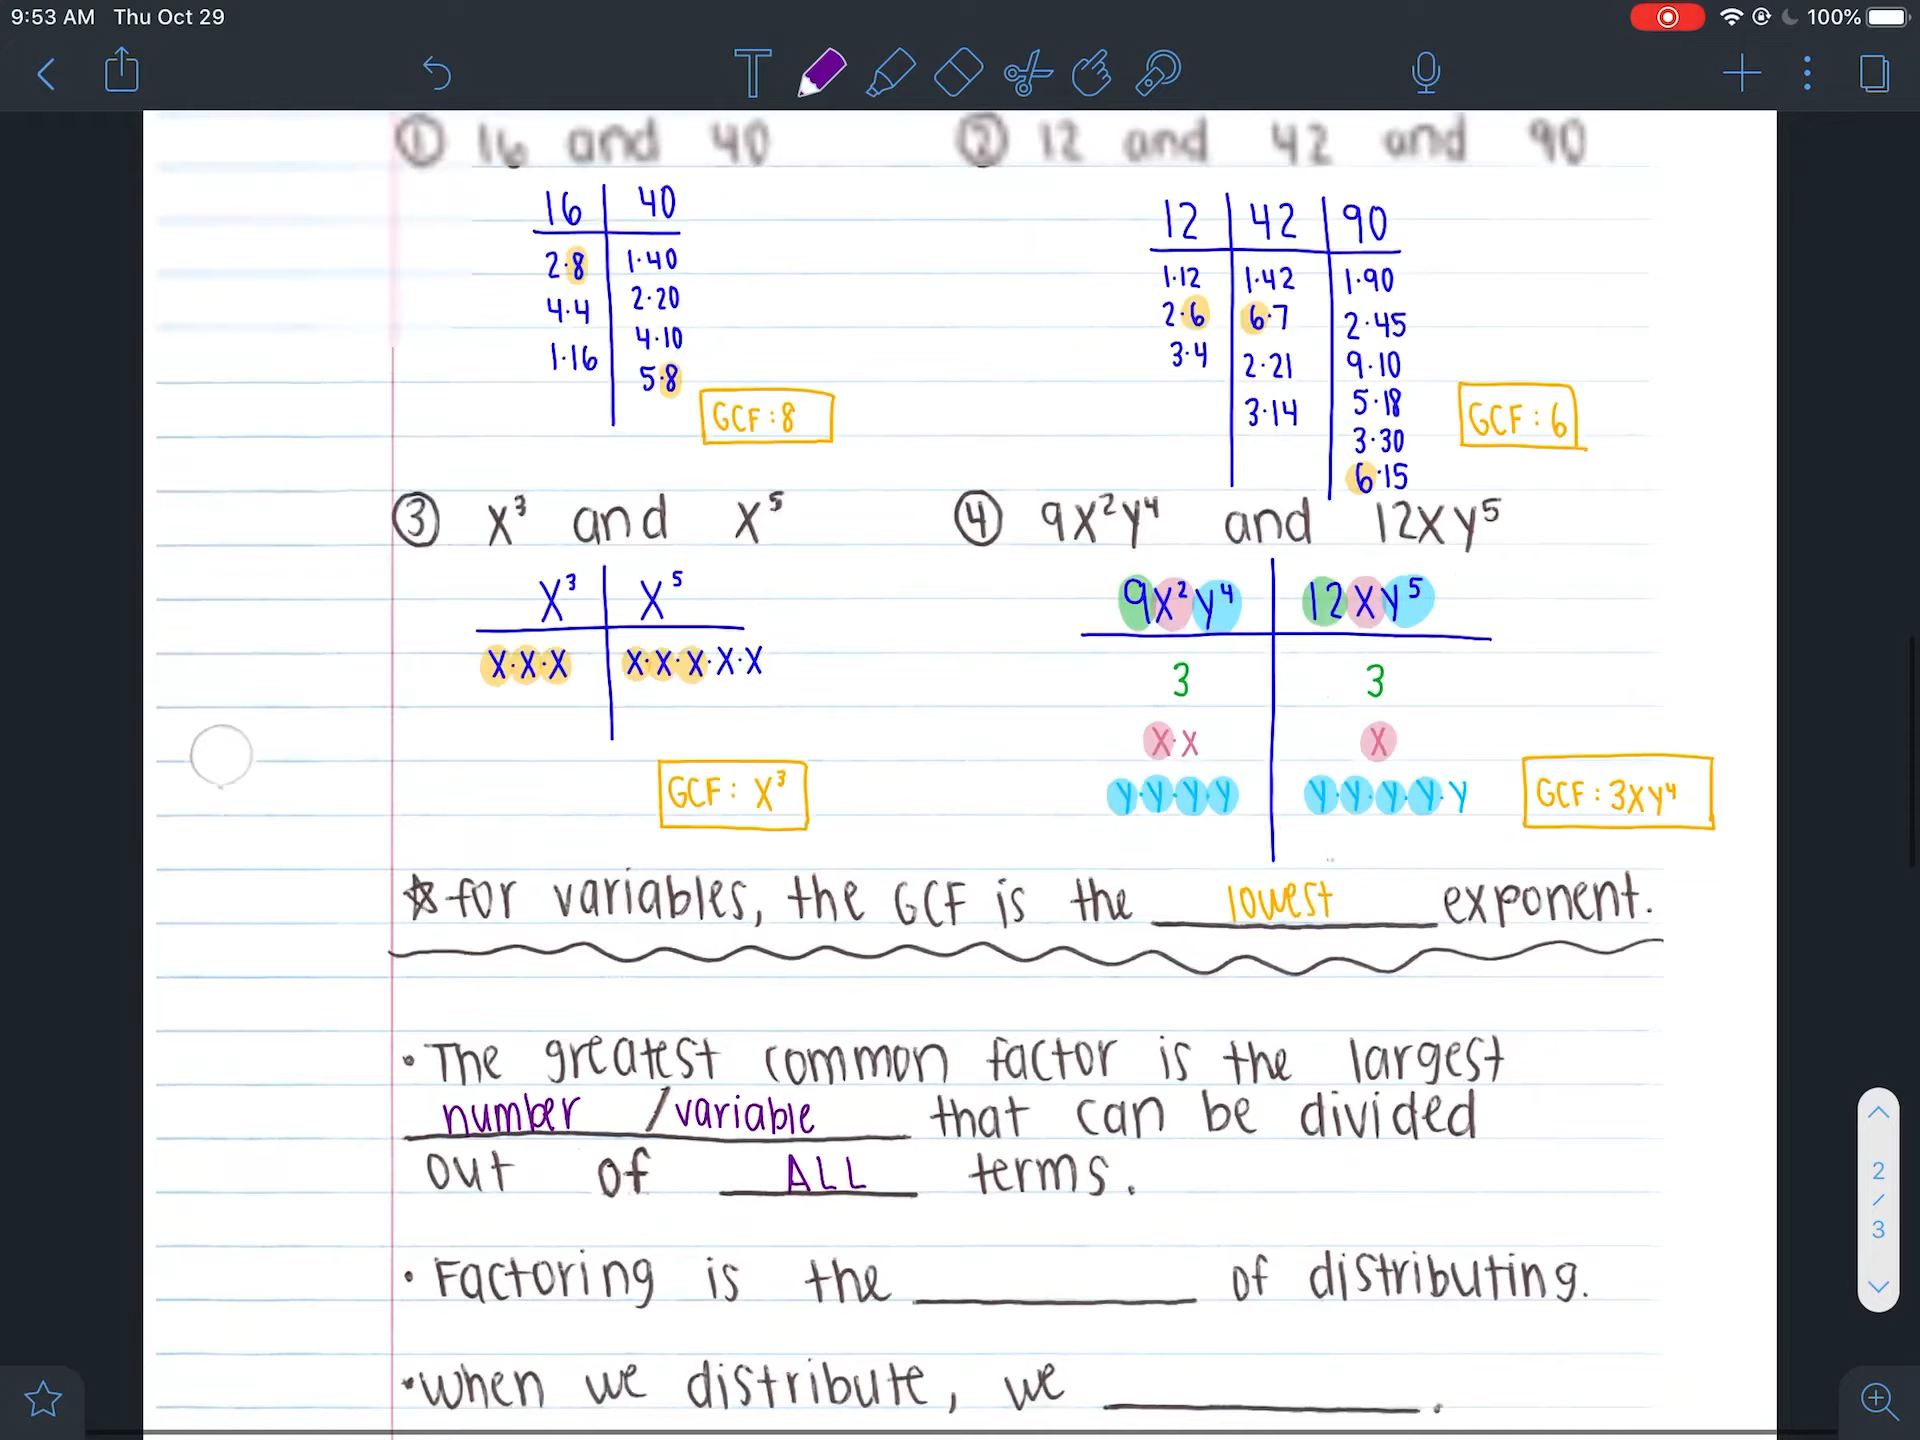 9:53 AM Thu Oct 29
100%
① 16 and 40
② 12 and 42 and 90
16 | 40
2·8 | 1·40
4·4 | 2·20
1·16 | 4·10
5·8
GCF : 8
12 | 42 | 90
1·12 | 1·42 | 1·90
2·6 | 6·7 | 2·45
3·4 | 2·21 | 9·10
3·14 | 5·18
3·30
6·15
GCF : 6
③ x³ and x⁵
④ 9x²y⁴ and 12xy⁵
x³ | x⁵
x·x·x | x·x·x·x·x
GCF : x³
9x²y⁴ | 12xy⁵
3 | 3
x·x | x
y·y·y·y | y·y·y·y·y
GCF : 3xy⁴
☆ for variables, the GCF is the lowest exponent.
• The greatest common factor is the largest
number / variable that can be divided
out of ALL terms.
• Factoring is the __________ of distributing.
• When we distribute, we __________.
2
/
3